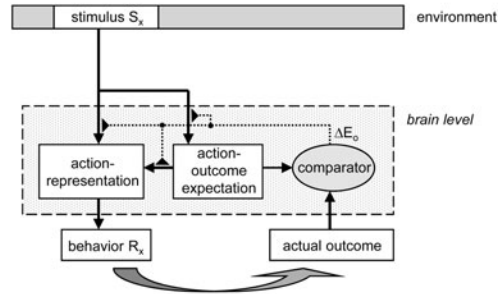 stimulus Sₓ
environment
brain level
ΔEₒ
action-
representation
action-
outcome
expectation
comparator
behavior Rₓ
actual outcome